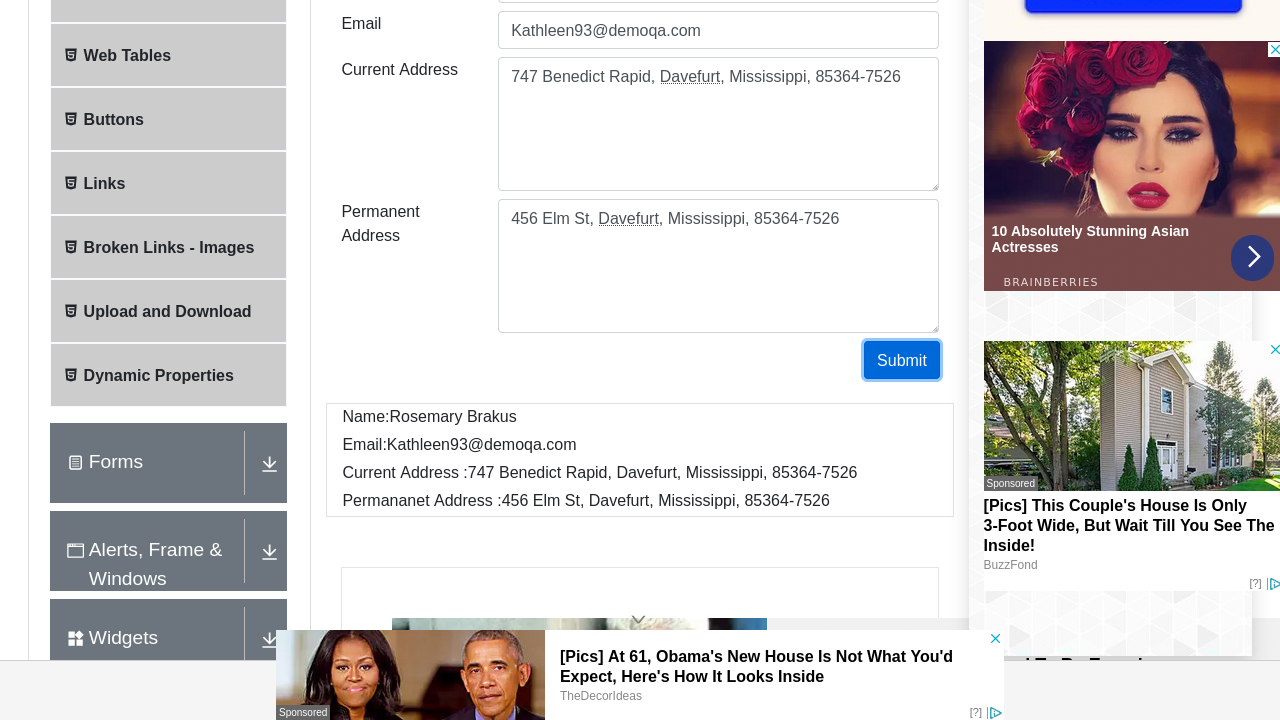 Web Tables
Buttons
Links
Broken Links - Images
Upload and Download
Dynamic Properties
Forms
Alerts, Frame &
Windows
Widgets
Email
Kathleen93@demoqa.com
Current Address
747 Benedict Rapid, Davefurt, Mississippi, 85364-7526
Permanent
Address
456 Elm St, Davefurt, Mississippi, 85364-7526
Submit
Name:Rosemary Brakus
Email:Kathleen93@demoqa.com
Current Address :747 Benedict Rapid, Davefurt, Mississippi, 85364-7526
Permananet Address :456 Elm St, Davefurt, Mississippi, 85364-7526
10 Absolutely Stunning Asian
Actresses
BRAINBERRIES
Sponsored
[Pics] This Couple's House Is Only
3-Foot Wide, But Wait Till You See The
Inside!
BuzzFond
[?]
[Pics] At 61, Obama's New House Is Not What You'd
Expect, Here's How It Looks Inside
TheDecorIdeas
Sponsored
[?]